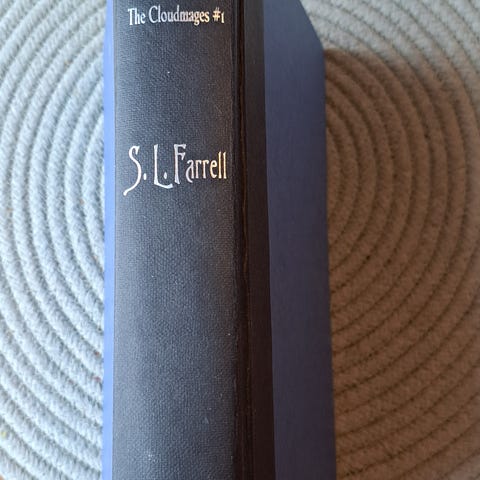 The Cloudmages #1
S. L. Farrell